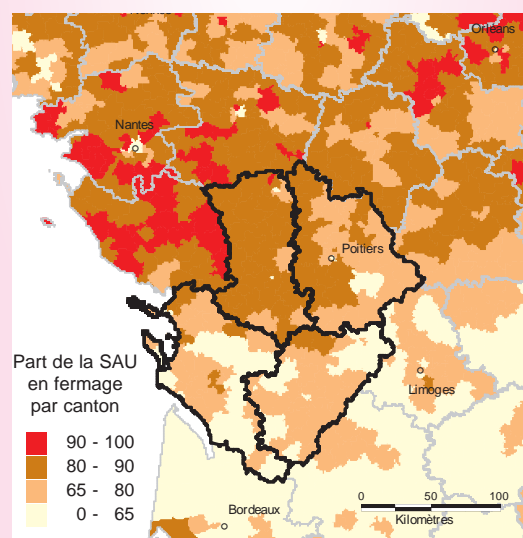 Orléans
Nantes
Poitiers
Limoges
Bordeaux
Part de la SAU
en fermage
par canton
90 - 100
80 - 90
65 - 80
0 - 65
0 50 100
Kilomètres